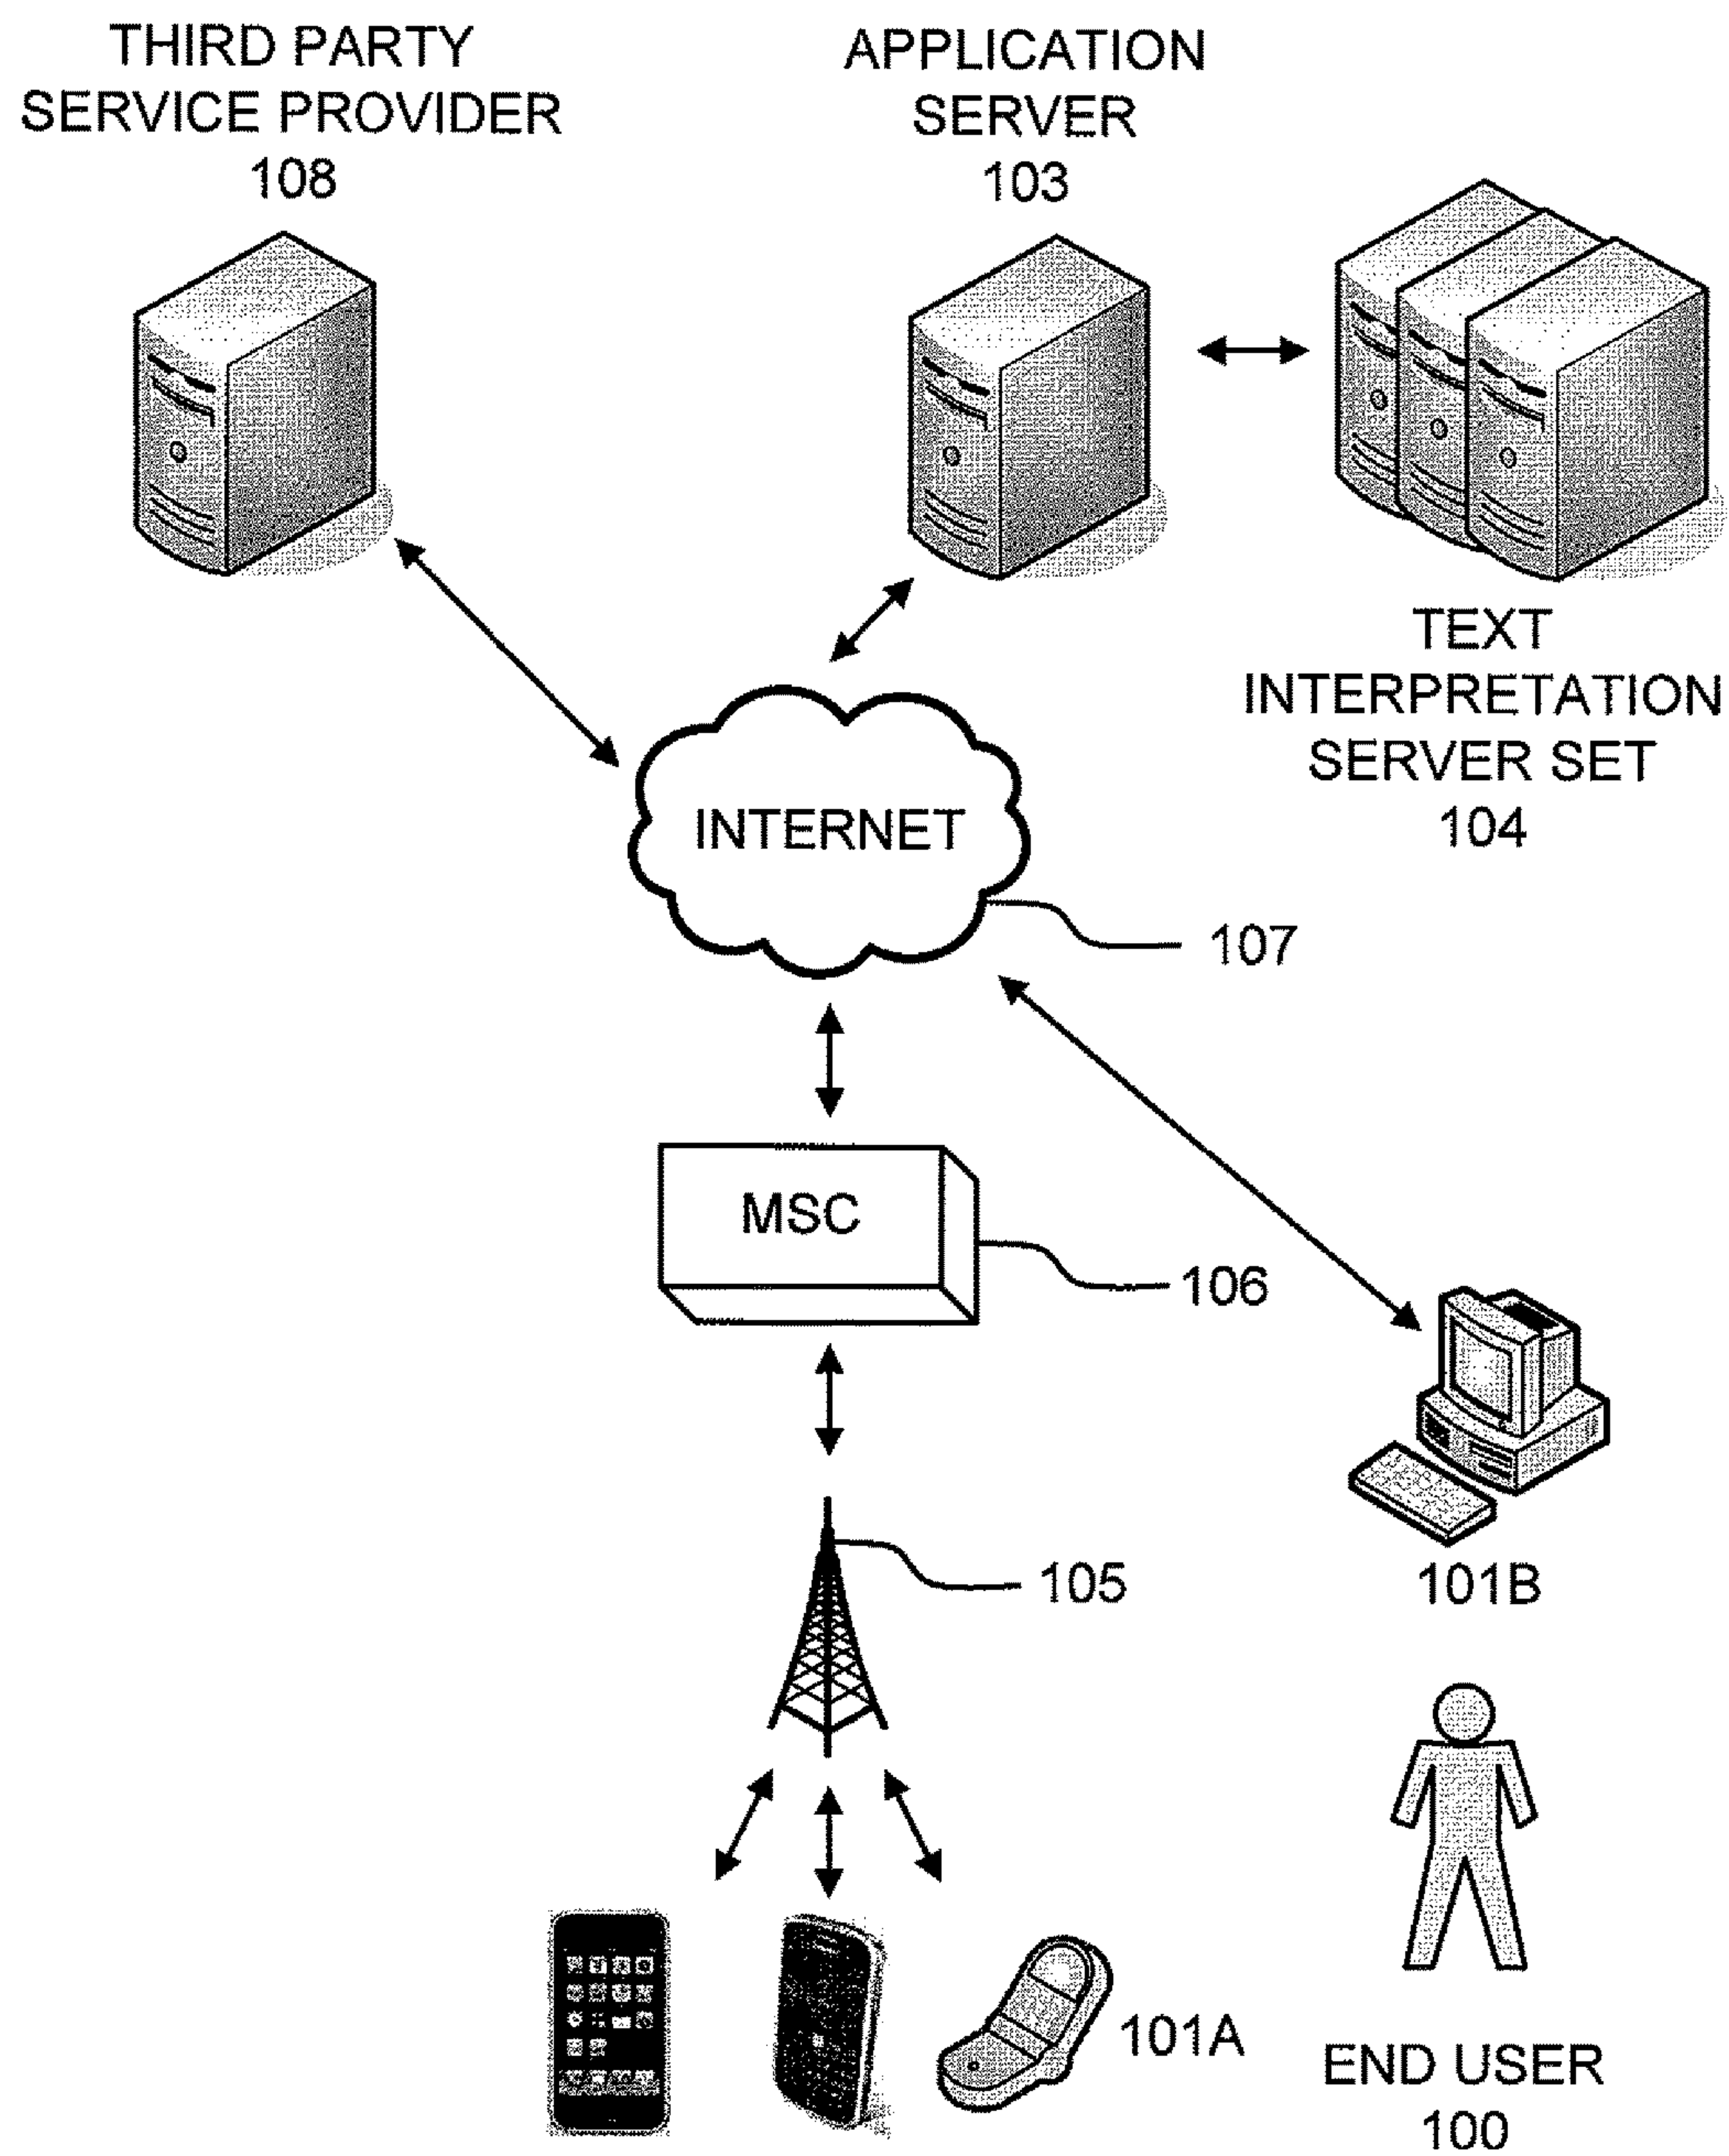 THIRD PARTY
SERVICE PROVIDER
108
APPLICATION
SERVER
103
TEXT
INTERPRETATION
SERVER SET
104
INTERNET
107
MSC
106
105
101B
101A
END USER
100